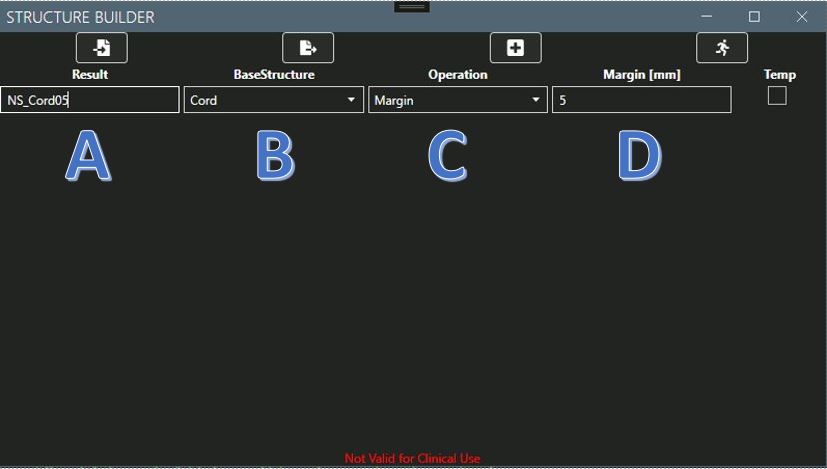 STRUCTURE BUILDER
Result BaseStructure Operation Margin [mm] Temp
NS_Cord05 Cord Margin 5
A B C D
Not Valid for Clinical Use